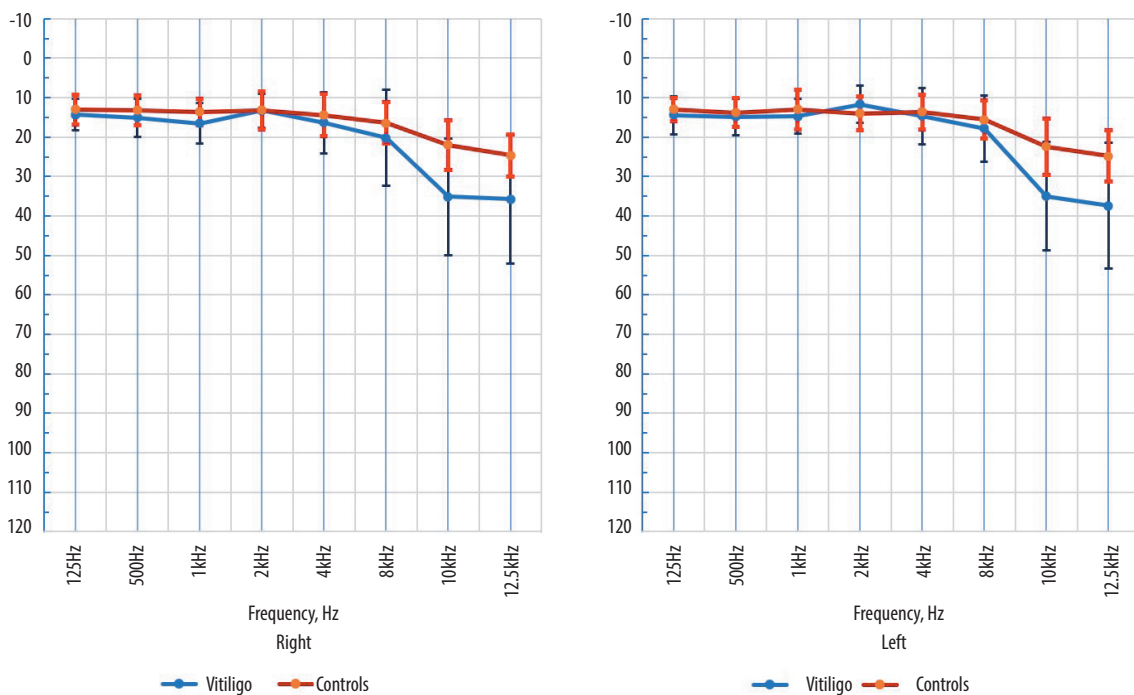 -10
0
10
20
30
40
50
60
70
80
90
100
110
120
125Hz
500Hz
1kHz
2kHz
4kHz
8kHz
10kHz
12.5kHz
Frequency, Hz
Right
Vitiligo Controls
-10
0
10
20
30
40
50
60
70
80
90
100
110
120
125Hz
500Hz
1kHz
2kHz
4kHz
8kHz
10kHz
12.5kHz
Frequency, Hz
Left
Vitiligo Controls